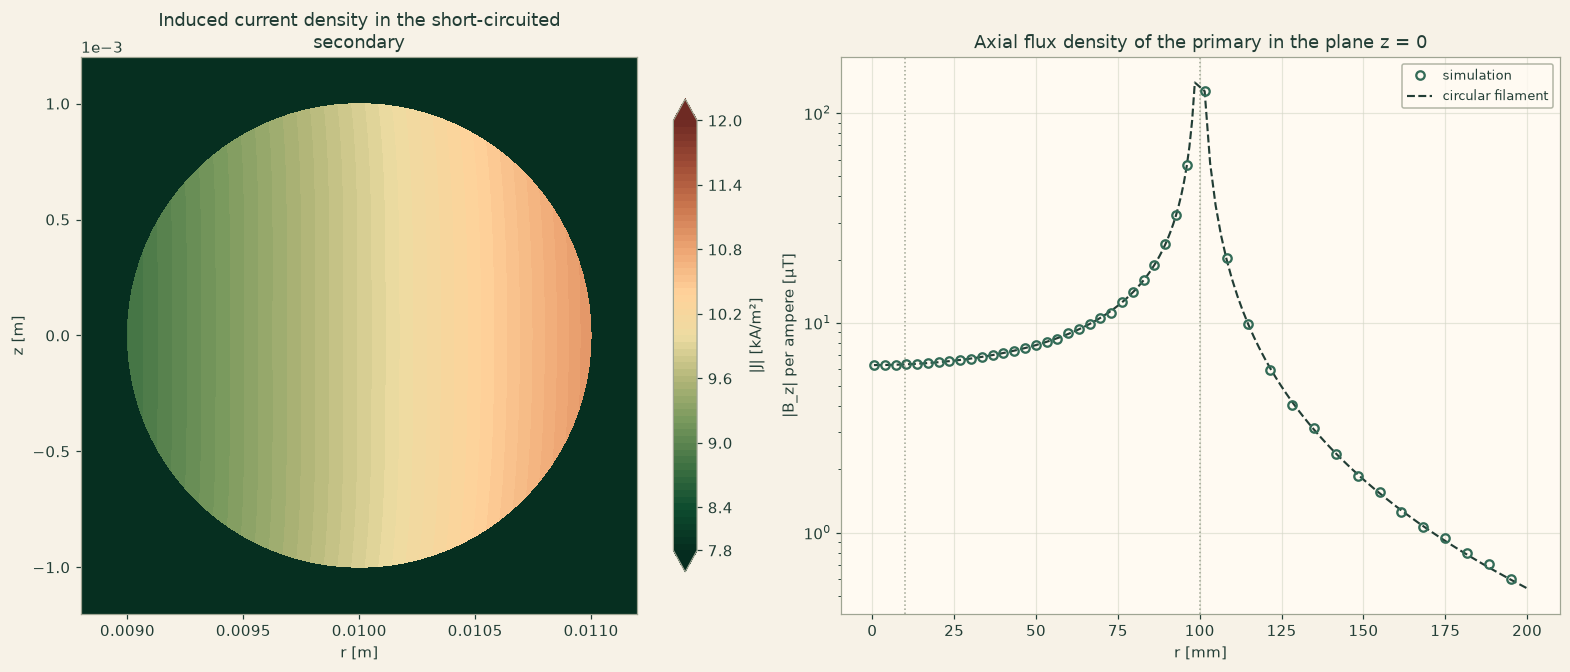 Induced current density in the short-circuited
secondary
1e−3
1.0
0.5
0.0
−0.5
−1.0
z [m]
0.0090
0.0095
0.0100
0.0105
0.0110
r [m]
12.0
11.4
10.8
10.2
9.6
9.0
8.4
7.8
|J| [kA/m²]
Axial flux density of the primary in the plane z = 0
simulation
circular filament
10²
10¹
10⁰
|B_z| per ampere [μT]
0
25
50
75
100
125
150
175
200
r [mm]